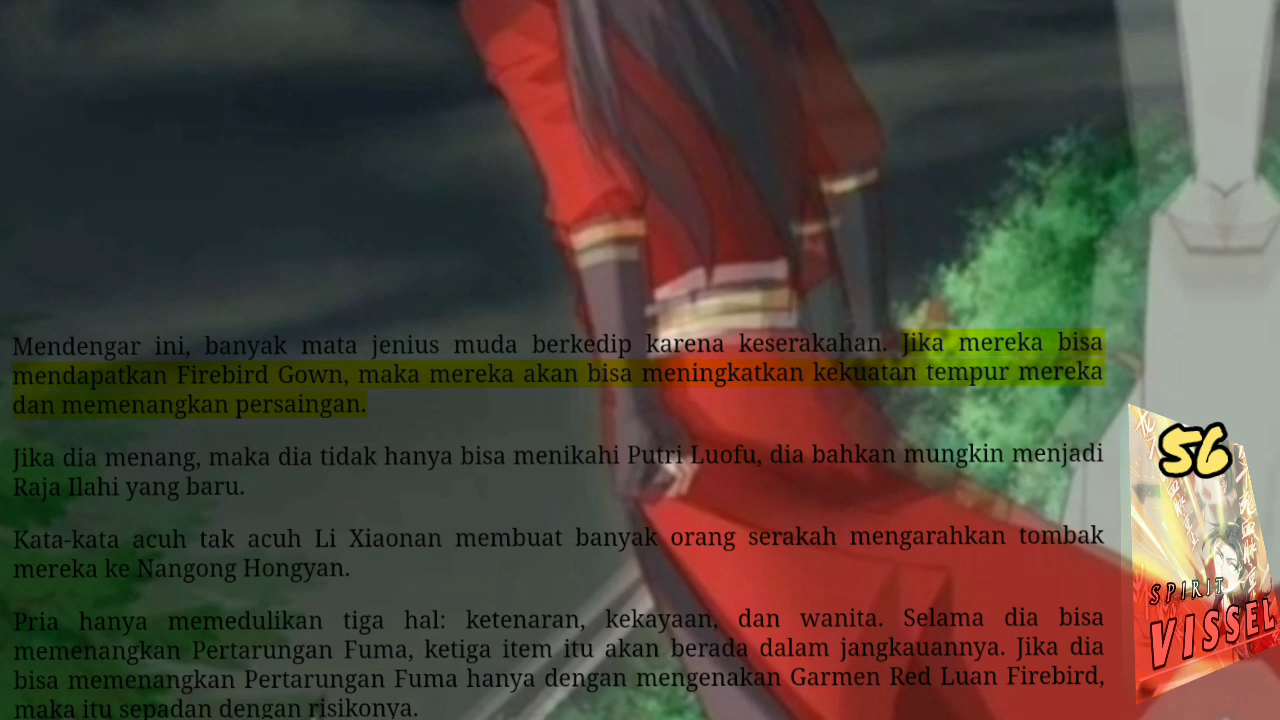 Mendengar ini, banyak mata jenius muda berkedip karena keserakahan. Jika mereka bisa
mendapatkan Firebird Gown, maka mereka akan bisa meningkatkan kekuatan tempur mereka
dan memenangkan persaingan.
Jika dia menang, maka dia tidak hanya bisa menikahi Putri Luofu, dia bahkan mungkin menjadi
Raja Ilahi yang baru.
Kata-kata acuh tak acuh Li Xiaonan membuat banyak orang serakah mengarahkan tombak
mereka ke Nangong Hongyan.
Pria hanya memedulikan tiga hal: ketenaran, kekayaan, dan wanita. Selama dia bisa
memenangkan Pertarungan Fuma, ketiga item itu akan berada dalam jangkauannya. Jika dia
bisa memenangkan Pertarungan Fuma hanya dengan mengenakan Garmen Red Luan Firebird,
maka itu sepadan dengan risikonya.
56
SPIRIT
VISSEL